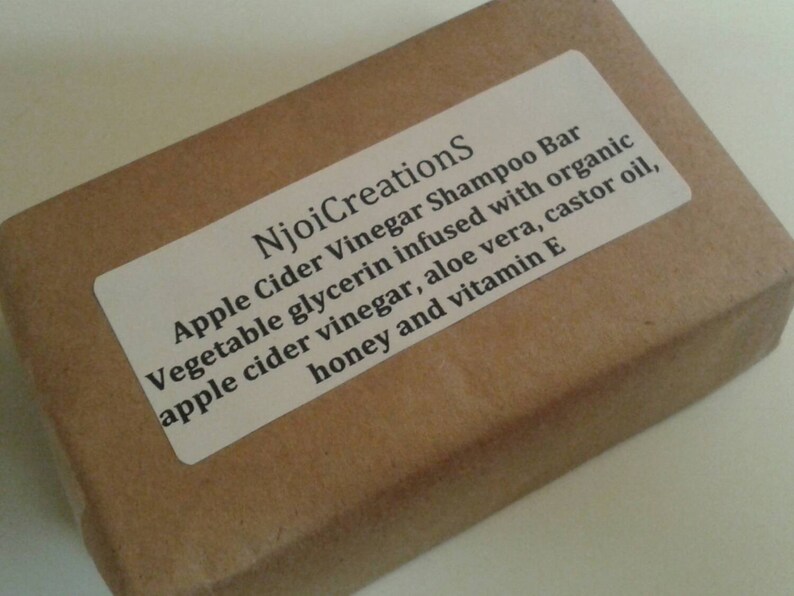 NjoiCreationS
Apple Cider Vinegar Shampoo Bar
Vegetable glycerin infused with organic
apple cider vinegar, aloe vera, castor oil,
honey and vitamin E